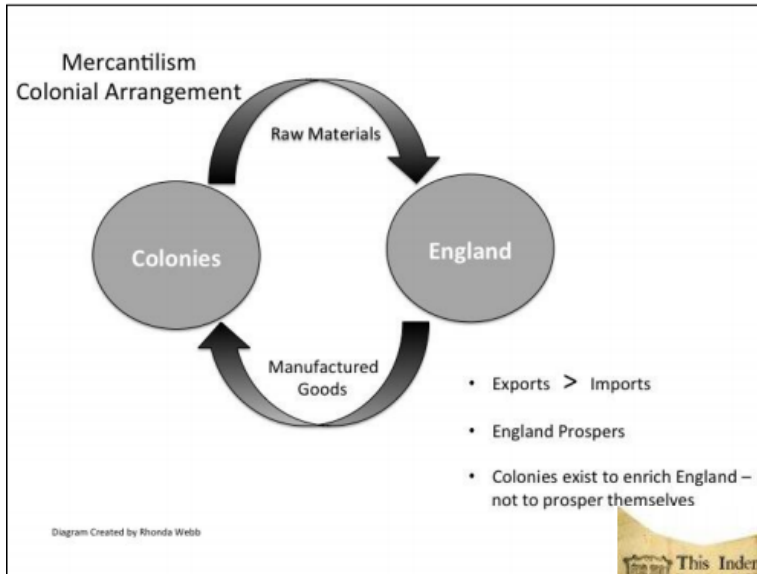 Mercantilism
Colonial Arrangement
Raw Materials
Colonies
England
Manufactured
Goods
• Exports > Imports
• England Prospers
• Colonies exist to enrich England –
not to prosper themselves
Diagram Created by Rhonda Webb
This Inden